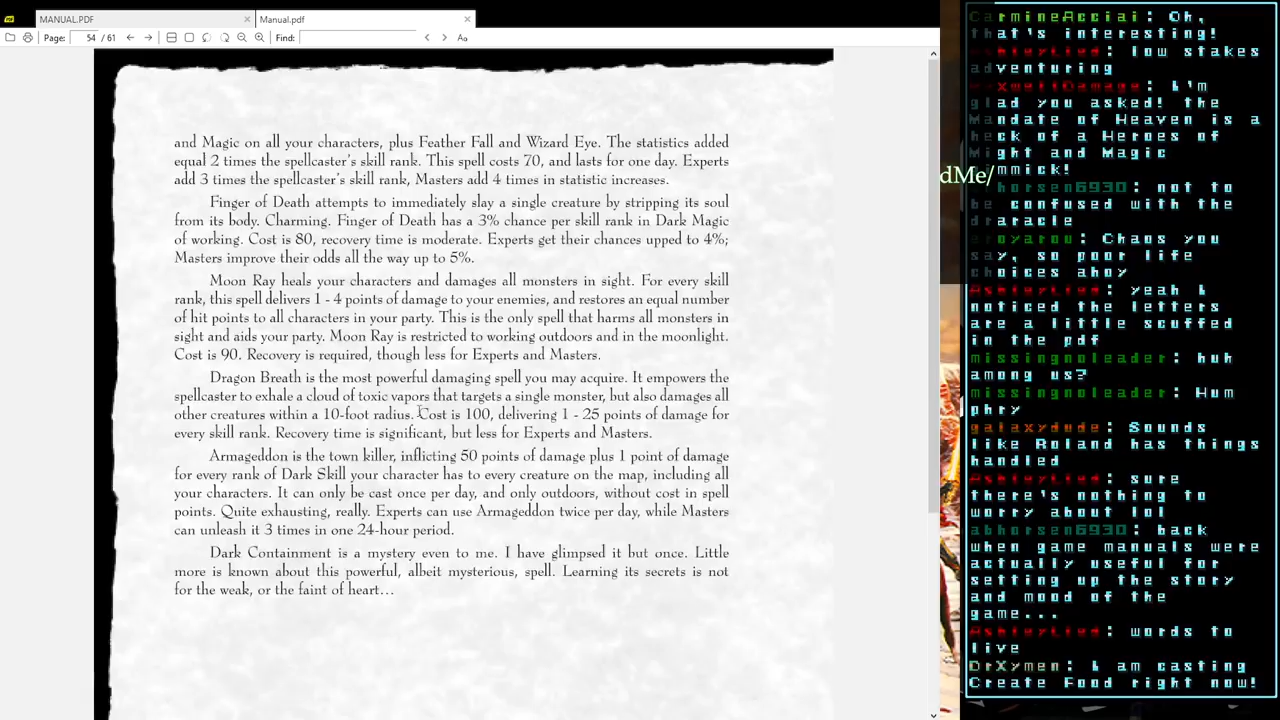 MANUAL.PDF
Manual.pdf
Page: 54 / 61
Find:
Aa
and Magic on all your characters, plus Feather Fall and Wizard Eye. The statistics added
equal 2 times the spellcaster's skill rank. This spell costs 70, and lasts for one day. Experts
add 3 times the spellcaster's skill rank, Masters add 4 times in statistic increases.
Finger of Death attempts to immediately slay a single creature by stripping its soul
from its body. Charming. Finger of Death has a 3% chance per skill rank in Dark Magic
of working. Cost is 80, recovery time is moderate. Experts get their chances upped to 4%;
Masters improve their odds all the way up to 5%.
Moon Ray heals your characters and damages all monsters in sight. For every skill
rank, this spell delivers 1 - 4 points of damage to your enemies, and restores an equal number
of hit points to all characters in your party. This is the only spell that harms all monsters in
sight and aids your party. Moon Ray is restricted to working outdoors and in the moonlight.
Cost is 90. Recovery is required, though less for Experts and Masters.
Dragon Breath is the most powerful damaging spell you may acquire. It empowers the
spellcaster to exhale a cloud of toxic vapors that targets a single monster, but also damages all
other creatures within a 10-foot radius. Cost is 100, delivering 1 - 25 points of damage for
every skill rank. Recovery time is significant, but less for Experts and Masters.
Armageddon is the town killer, inflicting 50 points of damage plus 1 point of damage
for every rank of Dark Skill your character has to every creature on the map, including all
your characters. It can only be cast once per day, and only outdoors, without cost in spell
points. Quite exhausting, really. Experts can use Armageddon twice per day, while Masters
can unleash it 3 times in one 24-hour period.
Dark Containment is a mystery even to me. I have glimpsed it but once. Little
more is known about this powerful, albeit mysterious, spell. Learning its secrets is not
for the weak, or the faint of heart...
dMe/
CarmineAcciai: Oh,
that's interesting!
low stakes
adventuring
I'm
glad you asked! the
Mandate of Heaven is a
heck of a Heroes of
Might and Magic
gimmick!
horsen6930: not to
be confused with the
draracle
eroyarou: Chaos you
say, so poor life
choices ahoy
yeah I
noticed the letters
are a little scuffed
in the pdf
missingnoleader: huh
among us?
missingnoleader: Hum
phry
galaxydude: Sounds
like Roland has things
handled
sure
there's nothing to
worry about lol
abhorsen6930: back
when game manuals were
actually useful for
setting up the story
and mood of the
game...
words to
live
DrXymen: I am casting
Create Food right now!